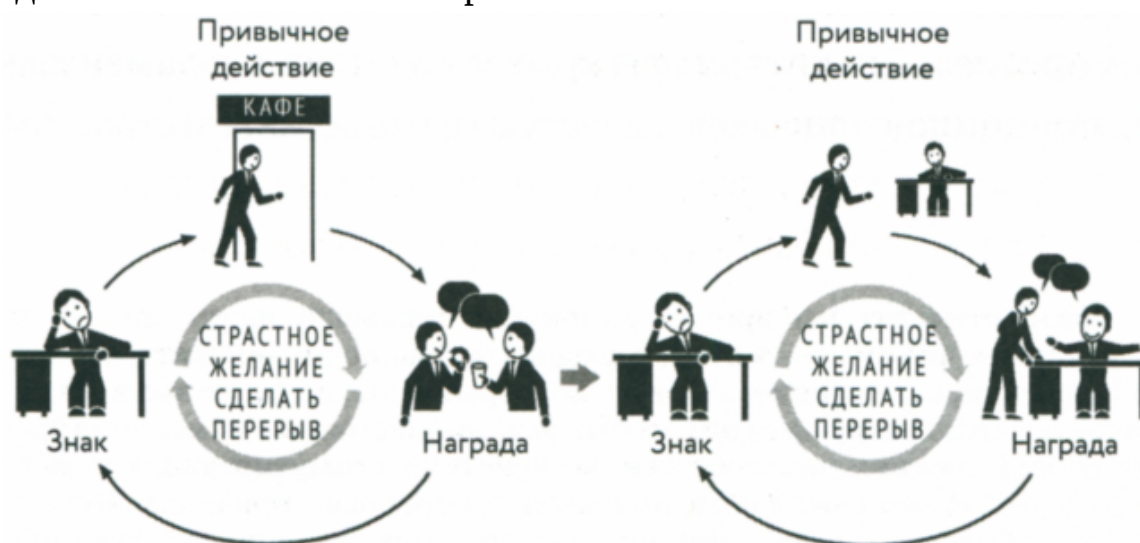 Привычное
действие
КАФЕ
СТРАСТНОЕ
ЖЕЛАНИЕ
СДЕЛАТЬ
ПЕРЕРЫВ
Знак
Награда
Привычное
действие
СТРАСТНОЕ
ЖЕЛАНИЕ
СДЕЛАТЬ
ПЕРЕРЫВ
Знак
Награда